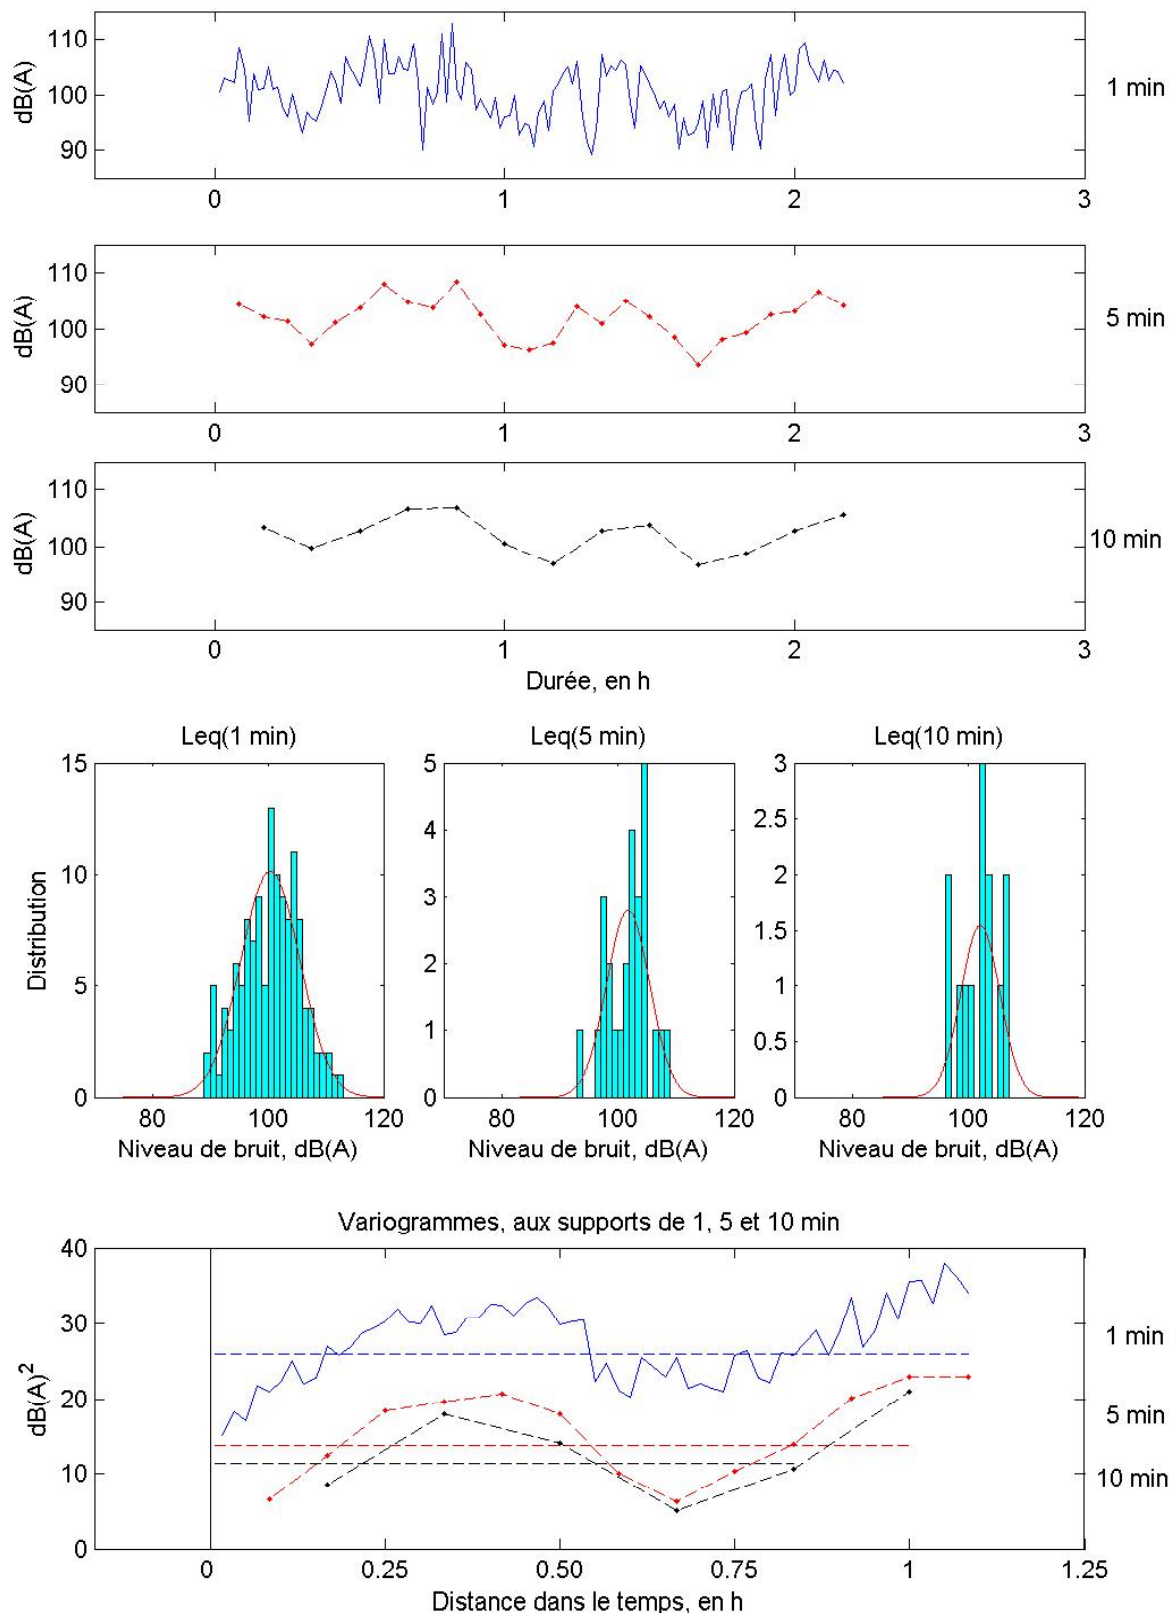 110
100
90
dB(A)
1 min
0 1 2 3
110
100
90
dB(A)
5 min
0 1 2 3
110
100
90
dB(A)
10 min
0 1 2 3
Durée, en h
Leq(1 min) Leq(5 min) Leq(10 min)
15
10
5
0
Distribution
80 100 120
Niveau de bruit, dB(A)
5
4
3
2
1
0
80 100 120
Niveau de bruit, dB(A)
3
2.5
2
1.5
1
0.5
0
80 100 120
Niveau de bruit, dB(A)
Variogrammes, aux supports de 1, 5 et 10 min
40
30
20
10
0
dB(A)²
1 min
5 min
10 min
0 0.25 0.50 0.75 1 1.25
Distance dans le temps, en h